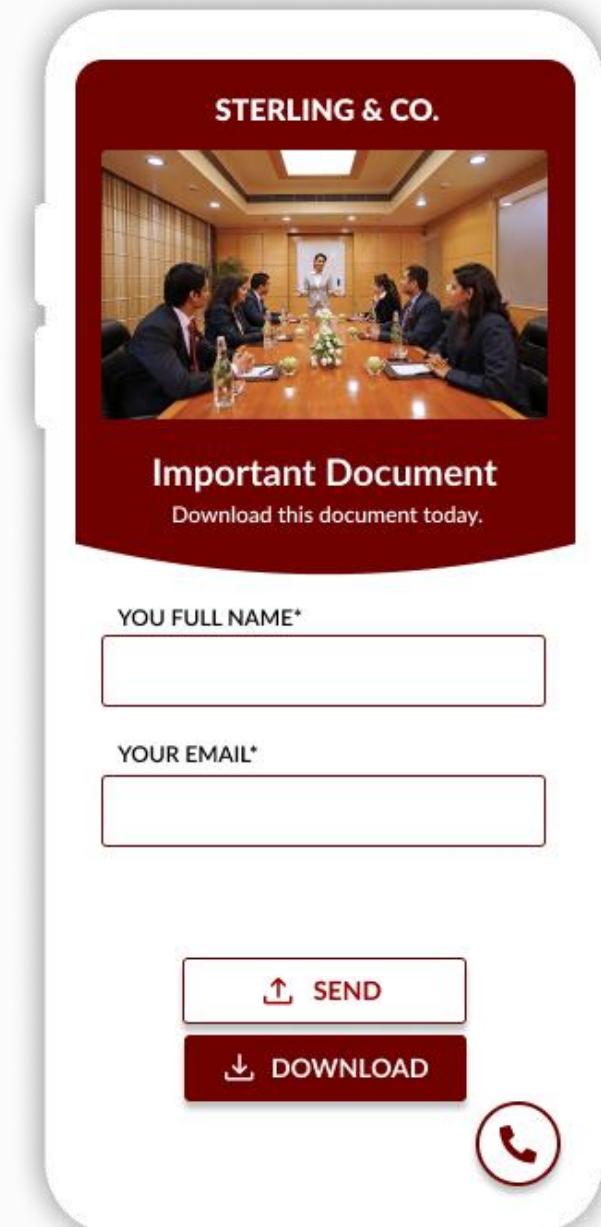 STERLING & CO.
Important Document
Download this document today.
YOU FULL NAME*
YOUR EMAIL*
SEND
DOWNLOAD